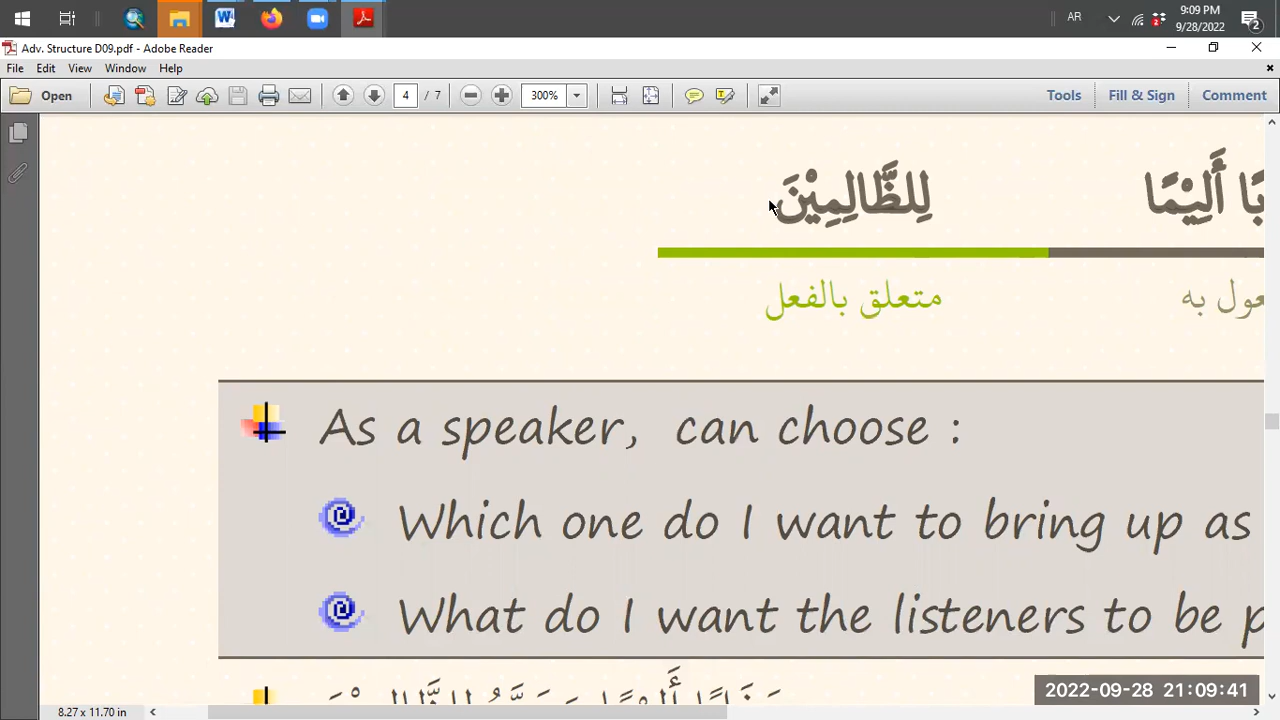 AR
9:09 PM
9/28/2022
2
Adv. Structure D09.pdf - Adobe Reader
File Edit View Window Help
Open 4 / 7 300% Tools Fill & Sign Comment
أَلِيْمًا لِلظَّالِمِيْنَ
به متعلق بالفعل
As a speaker, can choose :
Which one do I want to bring up as
What do I want the listeners to be
2022-09-28 21:09:41
8.27 x 11.70 in